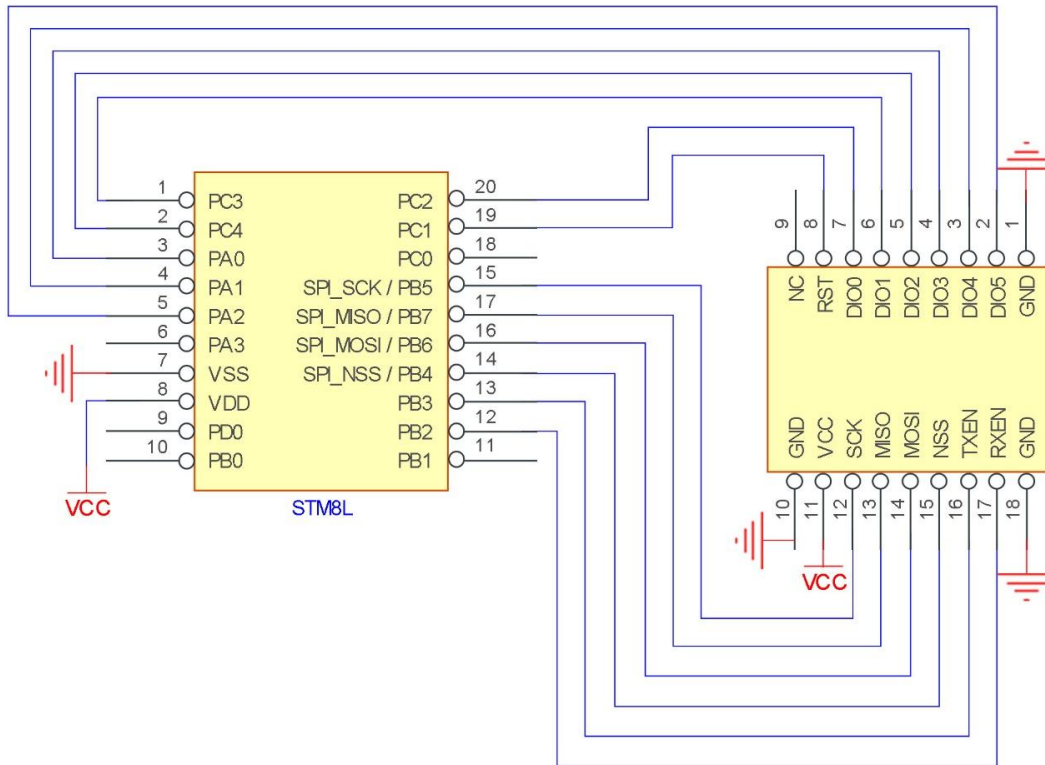 1 PC3 PC2 20
2 PC4 PC1 19
3 PA0 PC0 18
4 PA1 SPI_SCK / PB5 15
5 PA2 SPI_MISO / PB7 17
6 PA3 SPI_MOSI / PB6 16
7 VSS SPI_NSS / PB4 14
8 VDD PB3 13
9 PD0 PB2 12
10 PB0 PB1 11
VCC
STM8L
9 8 7 6 5 4 3 2 1
NC RST DIO0 DIO1 DIO2 DIO3 DIO4 DIO5 GND
GND VCC SCK MISO MOSI NSS TXEN RXEN GND
10 11 12 13 14 15 16 17 18
VCC